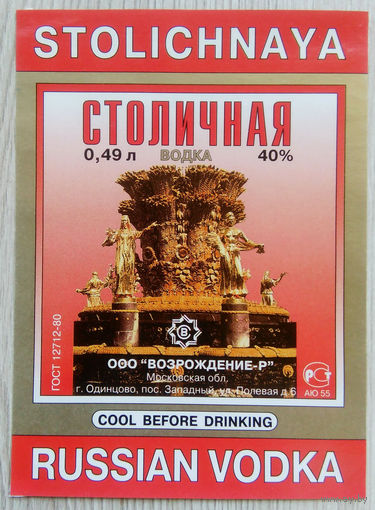 STOLICHNAYA
СТОЛИЧНАЯ
0,49 л ВОДКА 40%
ГОСТ 12712-80
В
ООО "ВОЗРОЖДЕНИЕ-Р"
Московская обл.
г. Одинцово, пос. Западный, ул. Полевая д.6
РСТ
АЮ 55
COOL BEFORE DRINKING
RUSSIAN VODKA